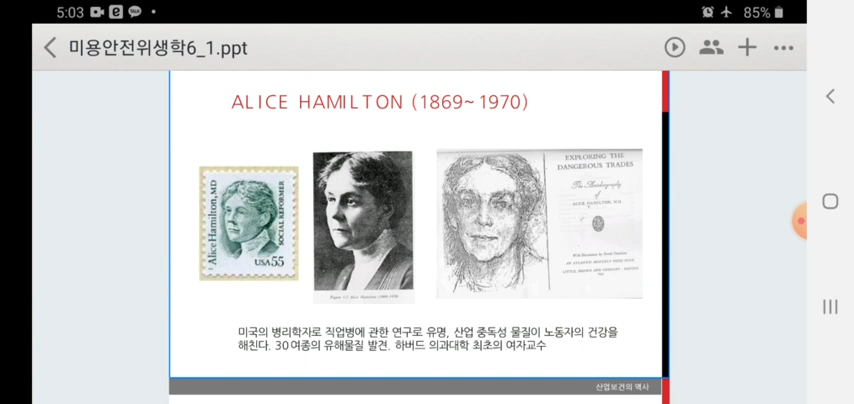 5:03
85%
미용안전위생학6_1.ppt
ALICE HAMILTON (1869~1970)
Alice Hamilton, MD
SOCIAL REFORMER
USA55
EXPLORING THE
DANGEROUS TRADES
The Autobiography
of
ALICE HAMILTON, M.D.
미국의 병리학자로 직업병에 관한 연구로 유명, 산업 중독성 물질이 노동자의 건강을
해친다. 30여종의 유해물질 발견. 하버드 의과대학 최초의 여자교수
산업보건의 역사